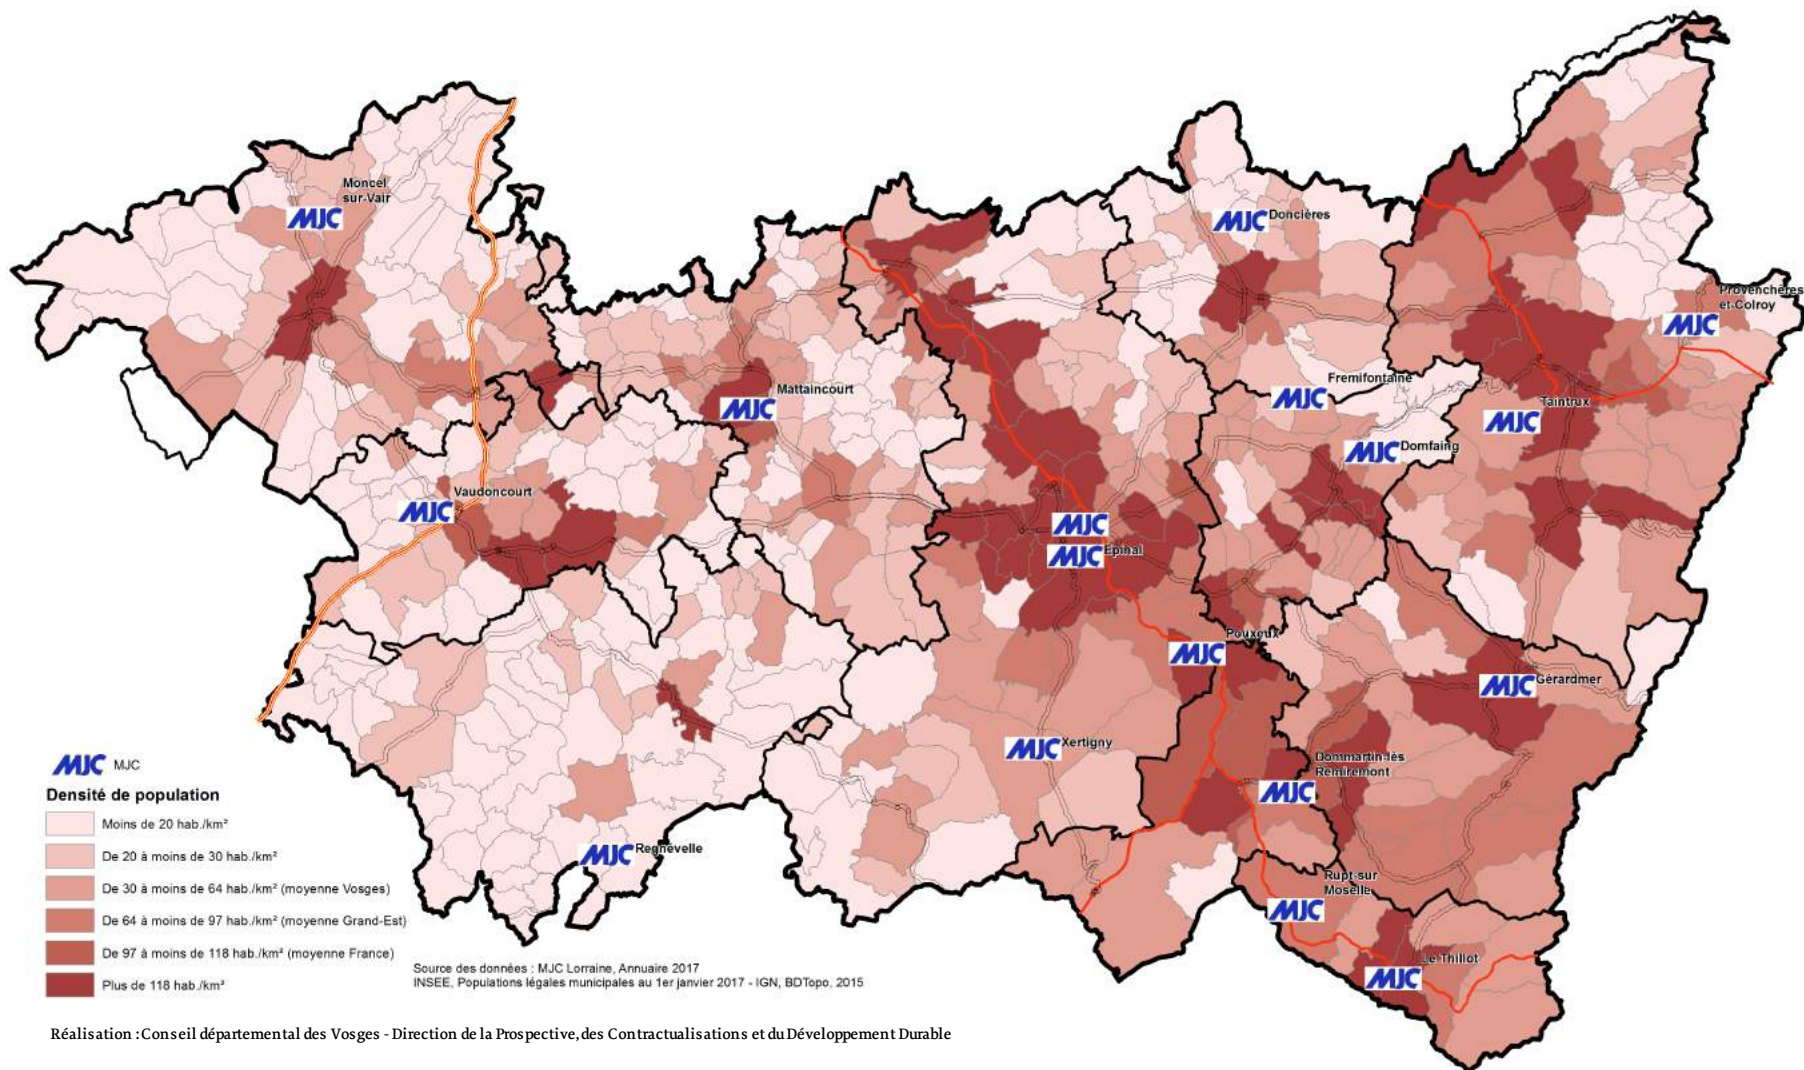 Moncel
sur-Vair
MJC
MJC
Doncières
Provenchères
et-Colroy
MJC
Mattaincourt
MJC
Fremifontaine
MJC
Taintrux
MJC
Domfaing
MJC
Vaudoncourt
MJC
MJC
MJC
Epinal
Pouxeux
MJC
Gérardmer
MJC
Xertigny
MJC
Dommartin-lès
Remiremont
MJC
Regnévelle
MJC
Rupt-sur
Moselle
MJC
Le Thillot
MJC
MJC MJC
Densité de population
Moins de 20 hab./km²
De 20 à moins de 30 hab./km²
De 30 à moins de 64 hab./km² (moyenne Vosges)
De 64 à moins de 97 hab./km² (moyenne Grand-Est)
De 97 à moins de 118 hab./km² (moyenne France)
Plus de 118 hab./km²
Source des données : MJC Lorraine, Annuaire 2017
INSEE, Populations légales municipales au 1er janvier 2017 - IGN, BDTopo, 2015
Réalisation : Conseil départemental des Vosges - Direction de la Prospective, des Contractualisations et du Développement Durable